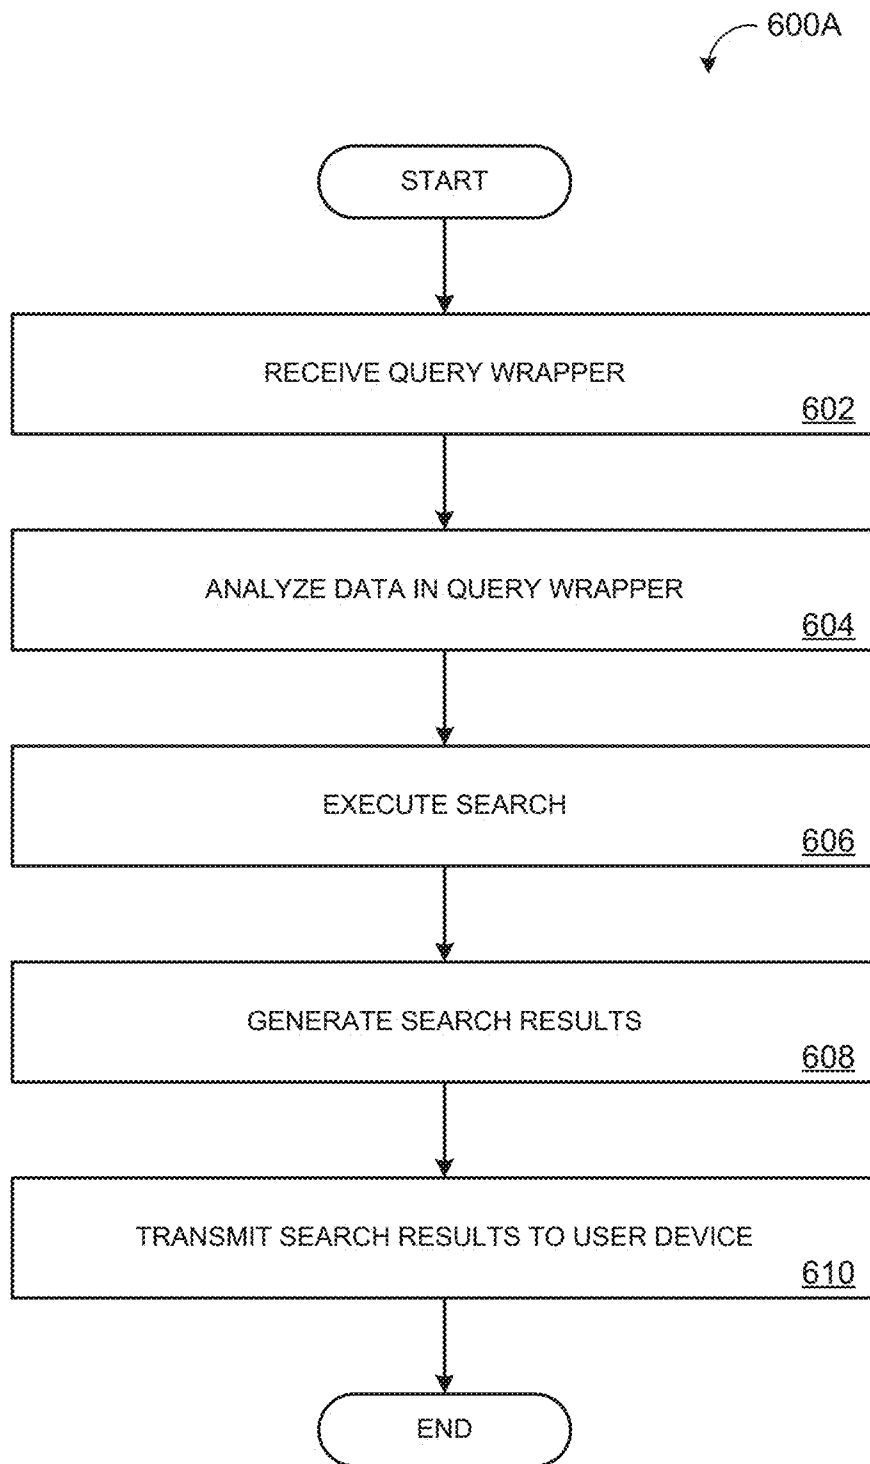 600A
START
RECEIVE QUERY WRAPPER
602
ANALYZE DATA IN QUERY WRAPPER
604
EXECUTE SEARCH
606
GENERATE SEARCH RESULTS
608
TRANSMIT SEARCH RESULTS TO USER DEVICE
610
END